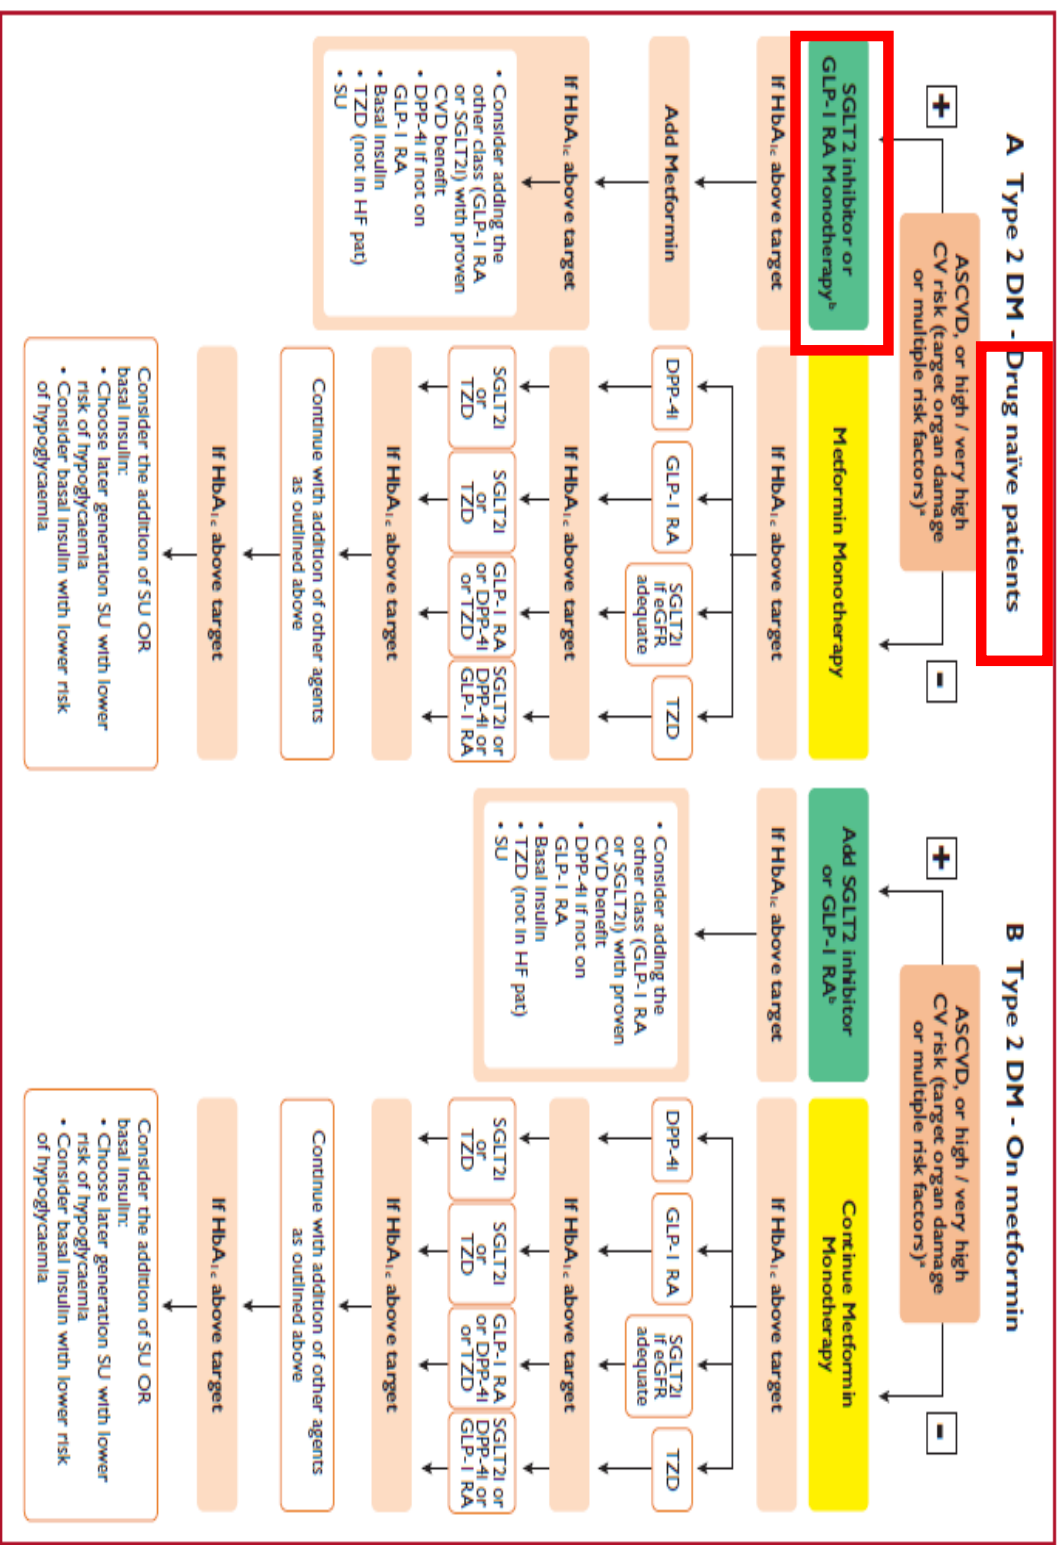 A Type 2 DM - Drug naïve patients
ASCVD, or high / very high
CV risk (target organ damage
or multiple risk factors)a
+
-
SGLT2 inhibitor or
GLP-1 RA Monotherapyb
If HbA1c above target
Add Metformin
If HbA1c above target
• Consider adding the
other class (GLP-1 RA
or SGLT2i) with proven
CVD benefit
• DPP-4i if not on
GLP-1 RA
• Basal insulin
• TZD (not in HF pat)
• SU
Metformin Monotherapy
If HbA1c above target
DPP-4i
GLP-1 RA
SGLT2i
if eGFR
adequate
TZD
If HbA1c above target
SGLT2i
or
TZD
SGLT2i
or
TZD
GLP-1 RA
or DPP-4i
or TZD
SGLT2i or
DPP-4i or
GLP-1 RA
If HbA1c above target
Continue with addition of other agents
as outlined above
If HbA1c above target
Consider the addition of SU OR
basal insulin:
• Choose later generation SU with lower
risk of hypoglycaemia
• Consider basal insulin with lower risk
of hypoglycaemia
B Type 2 DM - On metformin
ASCVD, or high / very high
CV risk (target organ damage
or multiple risk factors)a
+
-
Add SGLT2 inhibitor
or GLP-1 RAb
If HbA1c above target
• Consider adding the
other class (GLP-1 RA
or SGLT2i) with proven
CVD benefit
• DPP-4i if not on
GLP-1 RA
• Basal insulin
• TZD (not in HF pat)
• SU
Continue Metformin
Monotherapy
If HbA1c above target
DPP-4i
GLP-1 RA
SGLT2i
if eGFR
adequate
TZD
If HbA1c above target
SGLT2i
or
TZD
SGLT2i
or
TZD
GLP-1 RA
or DPP-4i
or TZD
SGLT2i or
DPP-4i or
GLP-1 RA
If HbA1c above target
Continue with addition of other agents
as outlined above
If HbA1c above target
Consider the addition of SU OR
basal insulin:
• Choose later generation SU with lower
risk of hypoglycaemia
• Consider basal insulin with lower risk
of hypoglycaemia